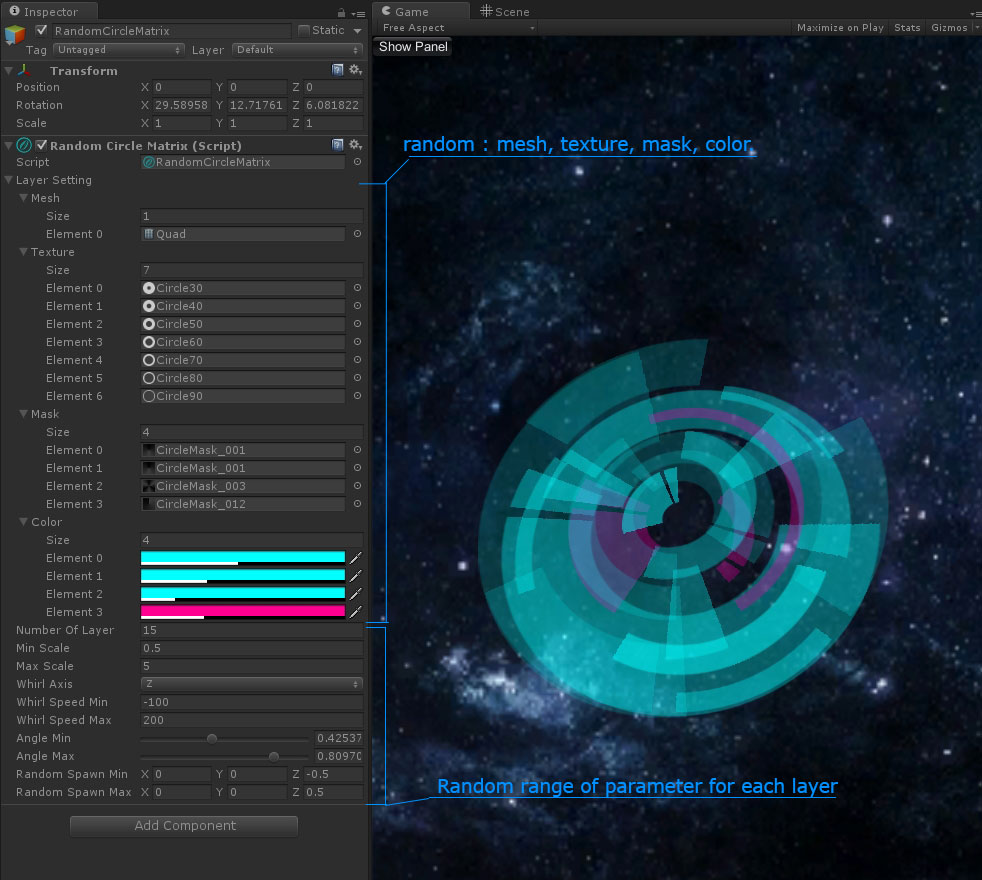 Inspector
RandomCircleMatrix Static
Tag Untagged Layer Default
Transform
Position X 0 Y 0 Z 0
Rotation X 29.58958 Y 12.71761 Z 6.081822
Scale X 1 Y 1 Z 1
Random Circle Matrix (Script)
Script RandomCircleMatrix
Layer Setting
Mesh
Size 1
Element 0 Quad
Texture
Size 7
Element 0 Circle30
Element 1 Circle40
Element 2 Circle50
Element 3 Circle60
Element 4 Circle70
Element 5 Circle80
Element 6 Circle90
Mask
Size 4
Element 0 CircleMask_001
Element 1 CircleMask_001
Element 2 CircleMask_003
Element 3 CircleMask_012
Color
Size 4
Element 0
Element 1
Element 2
Element 3
Number Of Layer 15
Min Scale 0.5
Max Scale 5
Whirl Axis Z
Whirl Speed Min -100
Whirl Speed Max 200
Angle Min 0.42537
Angle Max 0.80970
Random Spawn Min X 0 Y 0 Z -0.5
Random Spawn Max X 0 Y 0 Z 0.5
Add Component
Game Scene
Free Aspect Maximize on Play Stats Gizmos
Show Panel
random : mesh, texture, mask, color
Random range of parameter for each layer